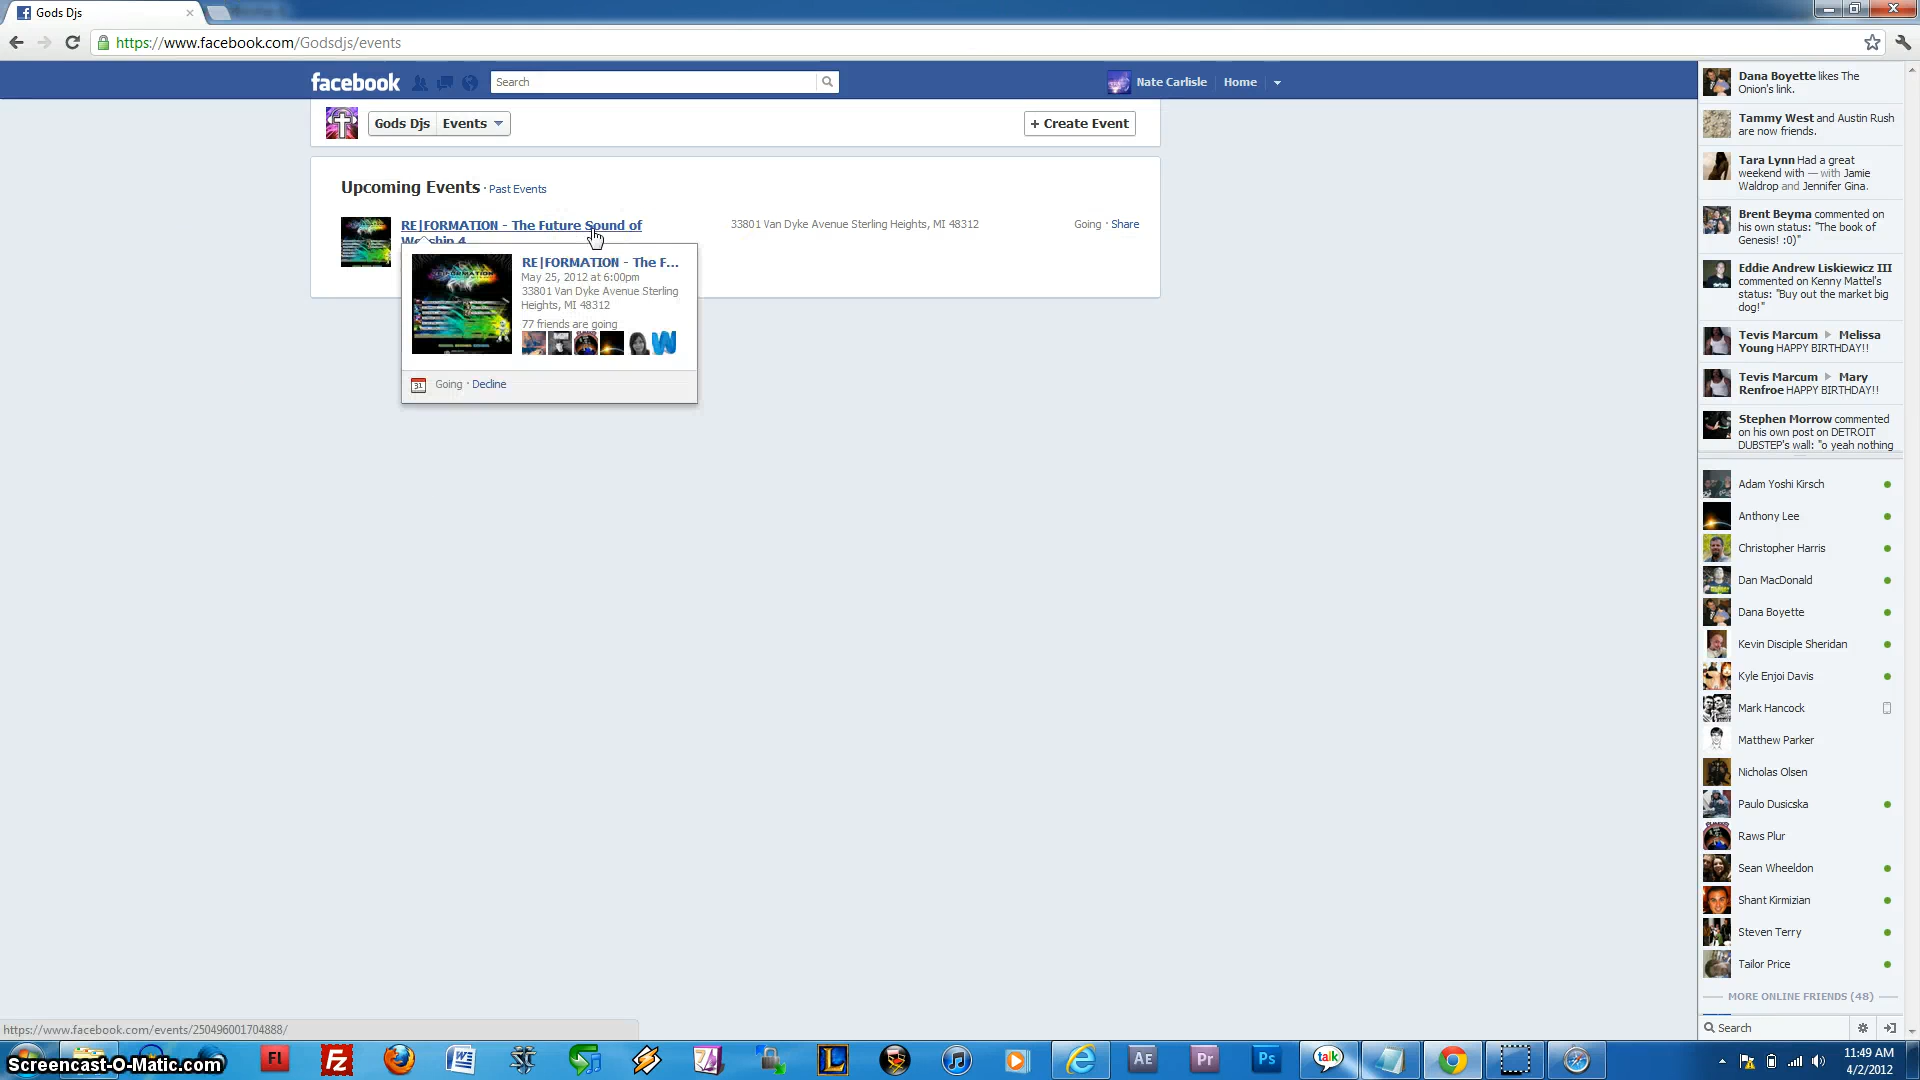 Gods Djs
https://www.facebook.com/Godsdjs/events
facebook
Search
Nate Carlisle
Home
Gods Djs
Events
+ Create Event
Upcoming Events · Past Events
RE|FORMATION - The Future Sound of
Worship 4
33801 Van Dyke Avenue Sterling Heights, MI 48312
Going · Share
RE|FORMATION - The F...
May 25, 2012 at 6:00pm
33801 Van Dyke Avenue Sterling
Heights, MI 48312
77 friends are going
31
Going · Decline
Dana Boyette likes The
Onion's link.
Tammy West and Austin Rush
are now friends.
Tara Lynn Had a great
weekend with — with Jamie
Waldrop and Jennifer Gina.
Brent Beyma commented on
his own status: "The book of
Genesis! :0)"
Eddie Andrew Liskiewicz III
commented on Kenny Mattel's
status: "Buy out the market big
dog!"
Tevis Marcum Melissa
Young HAPPY BIRTHDAY!!
Tevis Marcum Mary
Renfroe HAPPY BIRTHDAY!!
Stephen Morrow commented
on his own post on DETROIT
DUBSTEP's wall: "o yeah nothing
Adam Yoshi Kirsch
Anthony Lee
Christopher Harris
Dan MacDonald
Dana Boyette
Kevin Disciple Sheridan
Kyle Enjoi Davis
Mark Hancock
Matthew Parker
Nicholas Olsen
Paulo Dusicska
Raws Plur
Sean Wheeldon
Shant Kirmizian
Steven Terry
Tailor Price
MORE ONLINE FRIENDS (48)
Search
https://www.facebook.com/events/250496001704888/
Screencast-O-Matic.com
Fl
Fz
W
L
AE
Pr
Ps
talk
11:49 AM
4/2/2012